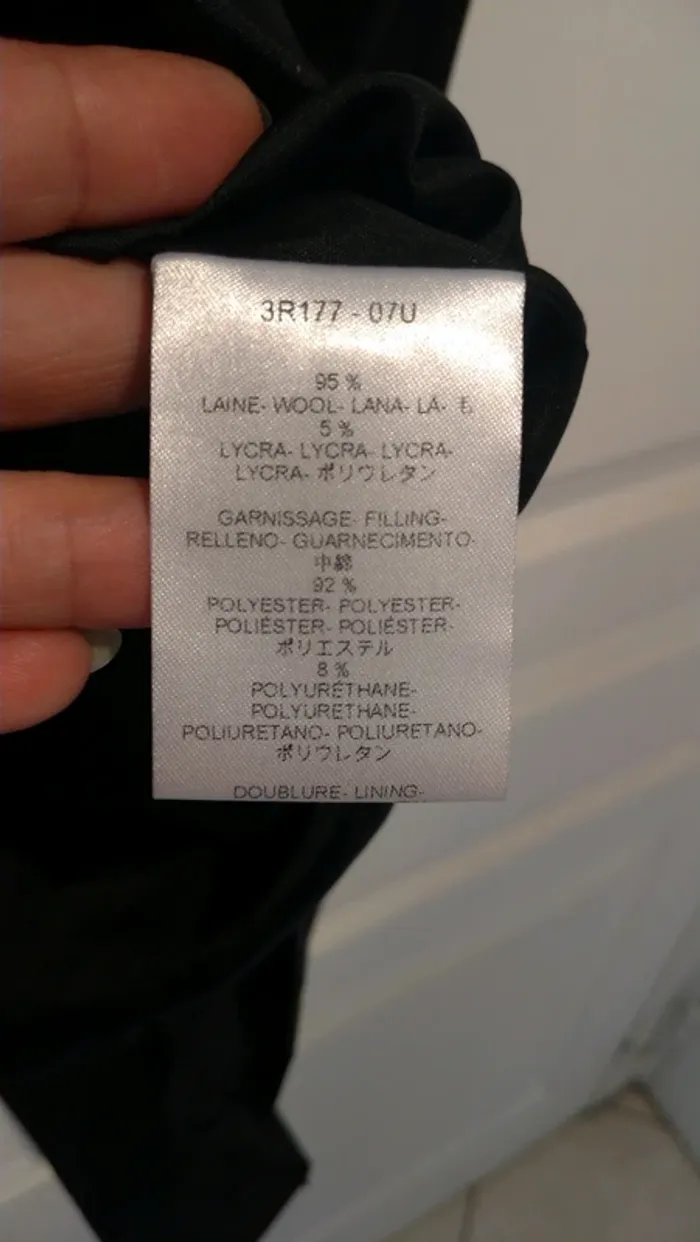 3R177 - 07U
95 %
LAINE- WOOL- LANA- LÃ- 毛
5 %
LYCRA- LYCRA- LYCRA-
LYCRA- ポリウレタン
GARNISSAGE- FILLING-
RELLENO- GUARNECIMENTO-
中綿
92 %
POLYESTER- POLYESTER-
POLIÉSTER- POLIÉSTER-
ポリエステル
8 %
POLYURÉTHANE-
POLYURETHANE-
POLIURETANO- POLIURETANO-
ポリウレタン
DOUBLURE- LINING-